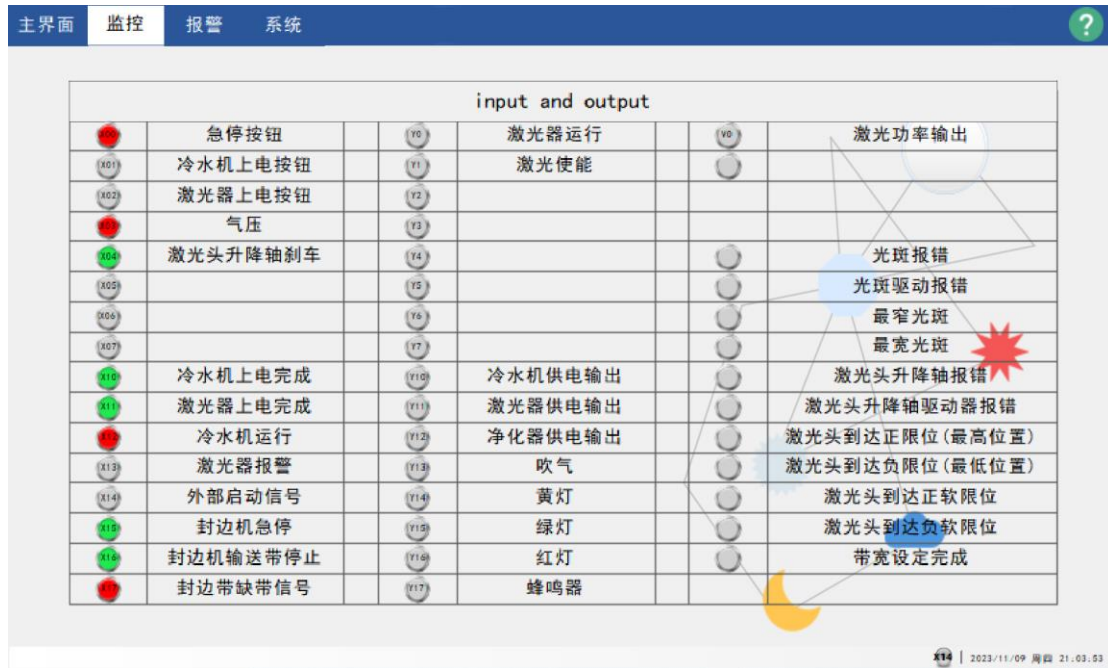 主界面 监控 报警 系统 ?
input and output
X00 急停按钮 Y0 激光器运行 V0 激光功率输出
X01 冷水机上电按钮 Y1 激光使能
X02 激光器上电按钮 Y2
X03 气压 Y3
X04 激光头升降轴刹车 Y4 光斑报错
X05 Y5 光斑驱动报错
X06 Y6 最窄光斑
X07 Y7 最宽光斑
X10 冷水机上电完成 Y10 冷水机供电输出 激光头升降轴报错
X11 激光器上电完成 Y11 激光器供电输出 激光头升降轴驱动器报错
X12 冷水机运行 Y12 净化器供电输出 激光头到达正限位(最高位置)
X13 激光器报警 Y13 吹气 激光头到达负限位(最低位置)
X14 外部启动信号 Y14 黄灯 激光头到达正软限位
X15 封边机急停 Y15 绿灯 激光头到达负软限位
X16 封边机输送带停止 Y16 红灯 带宽设定完成
X17 封边带缺带信号 Y17 蜂鸣器
X14 2023/11/09 周四 21:03:53